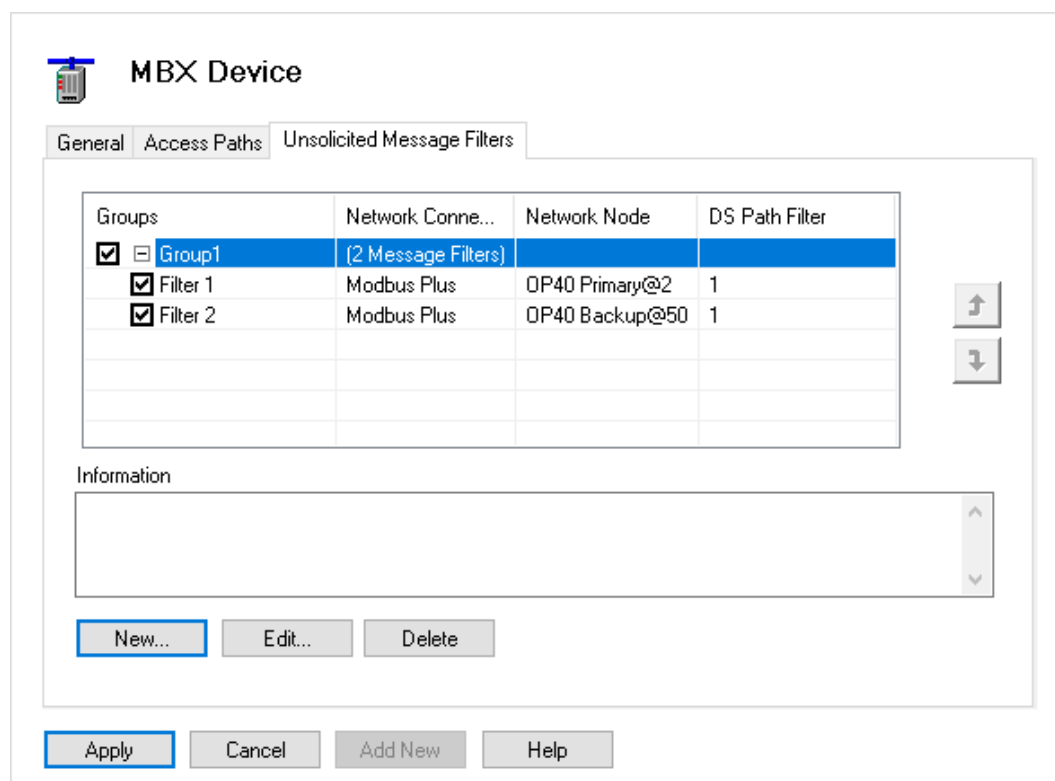 MBX Device
General Access Paths Unsolicited Message Filters
Groups Network Conne... Network Node DS Path Filter
Group1 (2 Message Filters)
Filter 1 Modbus Plus OP40 Primary@2 1
Filter 2 Modbus Plus OP40 Backup@50 1
Information
New... Edit... Delete
Apply Cancel Add New Help